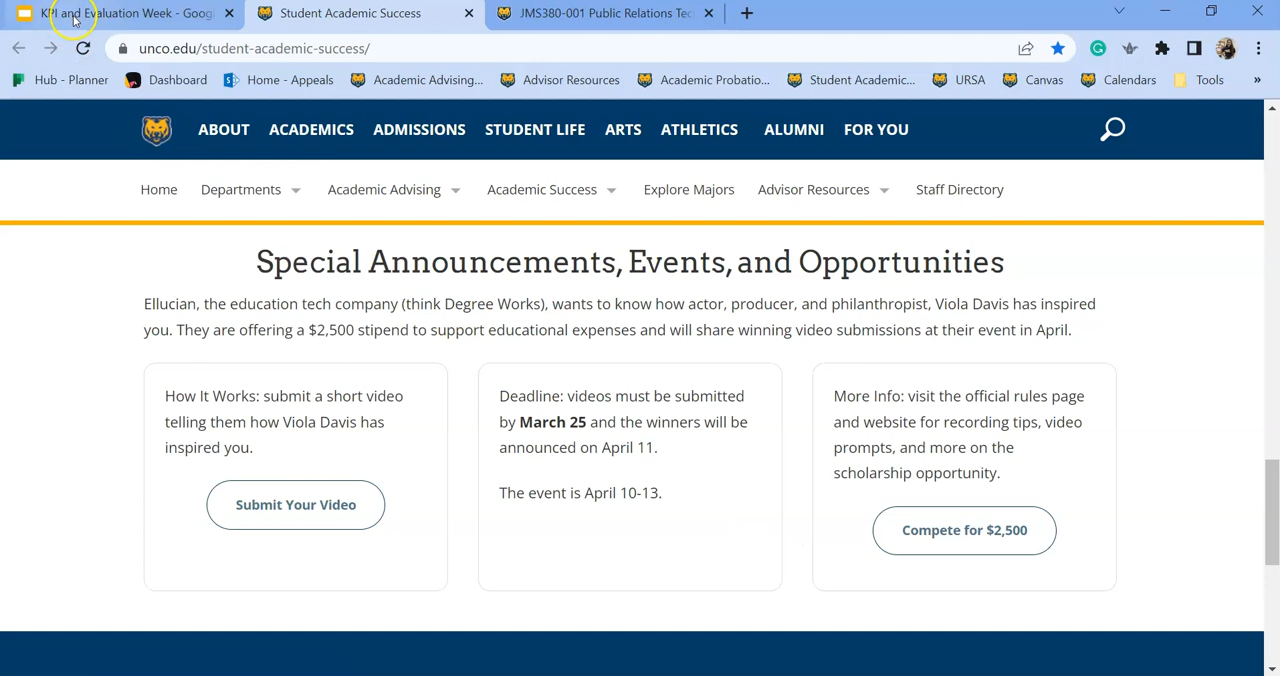 KPI and Evaluation Week - Googl
Student Academic Success
JMS380-001 Public Relations Tec
unco.edu/student-academic-success/
Hub - Planner
Dashboard
Home - Appeals
Academic Advising...
Advisor Resources
Academic Probatio...
Student Academic...
URSA
Canvas
Calendars
Tools
»
ABOUT
ACADEMICS
ADMISSIONS
STUDENT LIFE
ARTS
ATHLETICS
ALUMNI
FOR YOU
Home
Departments
Academic Advising
Academic Success
Explore Majors
Advisor Resources
Staff Directory
Special Announcements, Events, and Opportunities
Ellucian, the education tech company (think Degree Works), wants to know how actor, producer, and philanthropist, Viola Davis has inspired
you. They are offering a $2,500 stipend to support educational expenses and will share winning video submissions at their event in April.
How It Works: submit a short video
telling them how Viola Davis has
inspired you.
Submit Your Video
Deadline: videos must be submitted
by March 25 and the winners will be
announced on April 11.
The event is April 10-13.
More Info: visit the official rules page
and website for recording tips, video
prompts, and more on the
scholarship opportunity.
Compete for $2,500